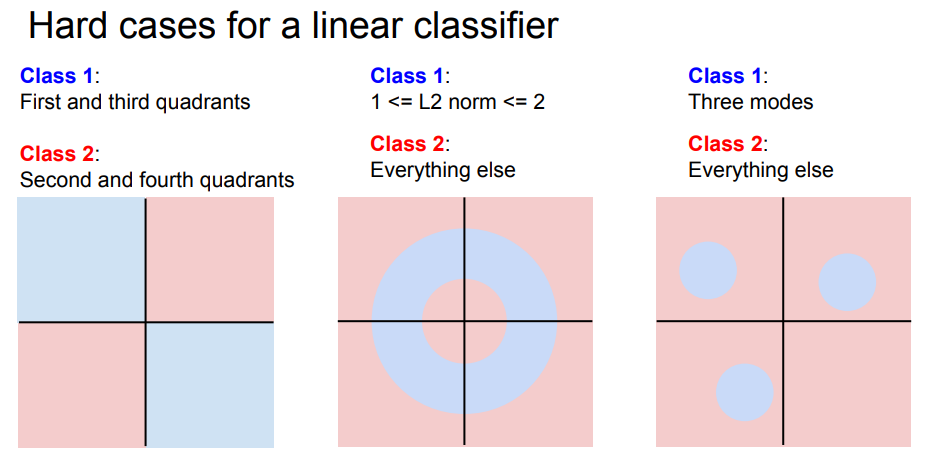 Hard cases for a linear classifier
Class 1:
First and third quadrants
Class 2:
Second and fourth quadrants
Class 1:
1 <= L2 norm <= 2
Class 2:
Everything else
Class 1:
Three modes
Class 2:
Everything else